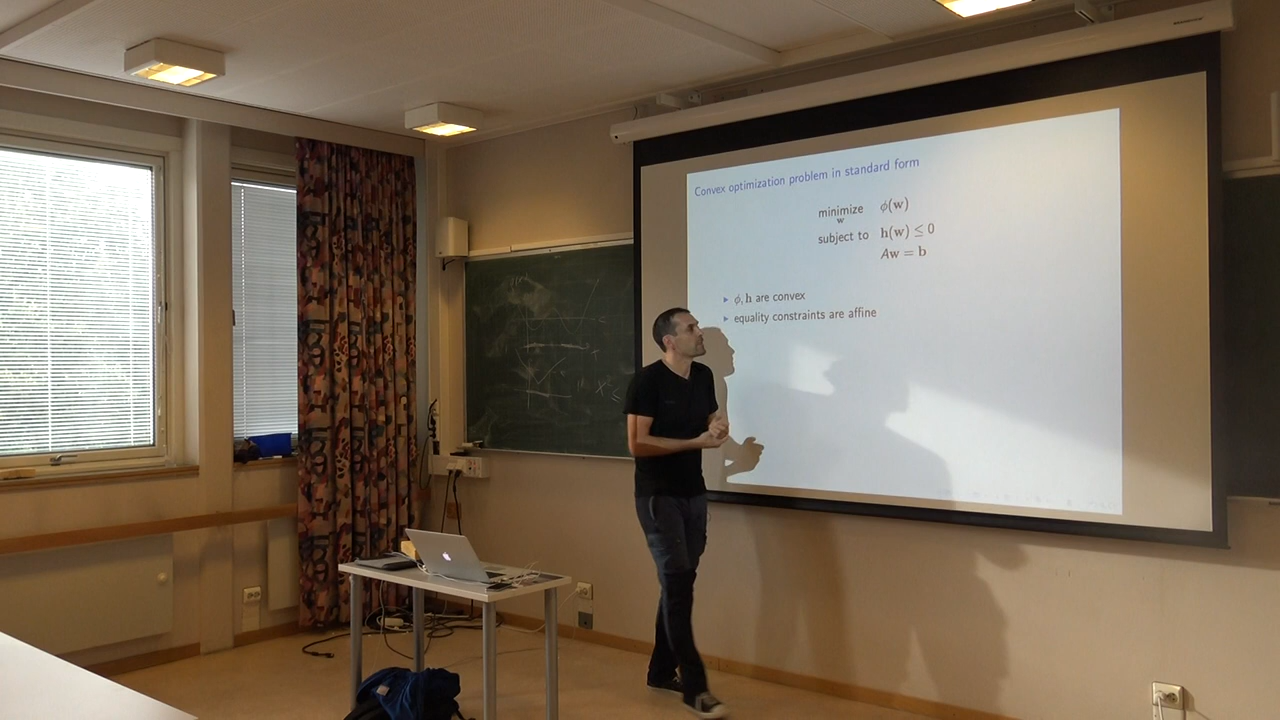 Convex optimization problem in standard form
minimize ϕ(w)
w
subject to h(w) ≤ 0
Aw = b
▸ ϕ, h are convex
▸ equality constraints are affine